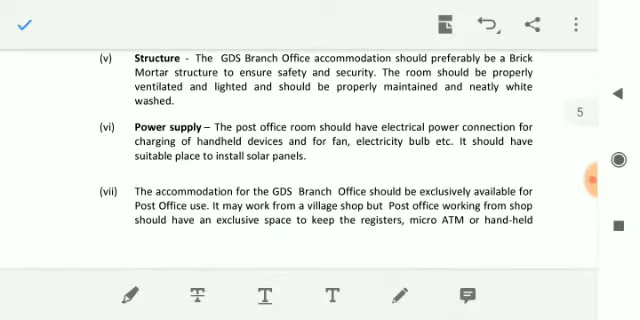 (v) Structure - The GDS Branch Office accommodation should preferably be a Brick
Mortar structure to ensure safety and security. The room should be properly
ventilated and lighted and should be properly maintained and neatly white
washed.
5
(vi) Power supply – The post office room should have electrical power connection for
charging of handheld devices and for fan, electricity bulb etc. It should have
suitable place to install solar panels.
(vii) The accommodation for the GDS Branch Office should be exclusively available for
Post Office use. It may work from a village shop but Post office working from shop
should have an exclusive space to keep the registers, micro ATM or hand-held
T T T